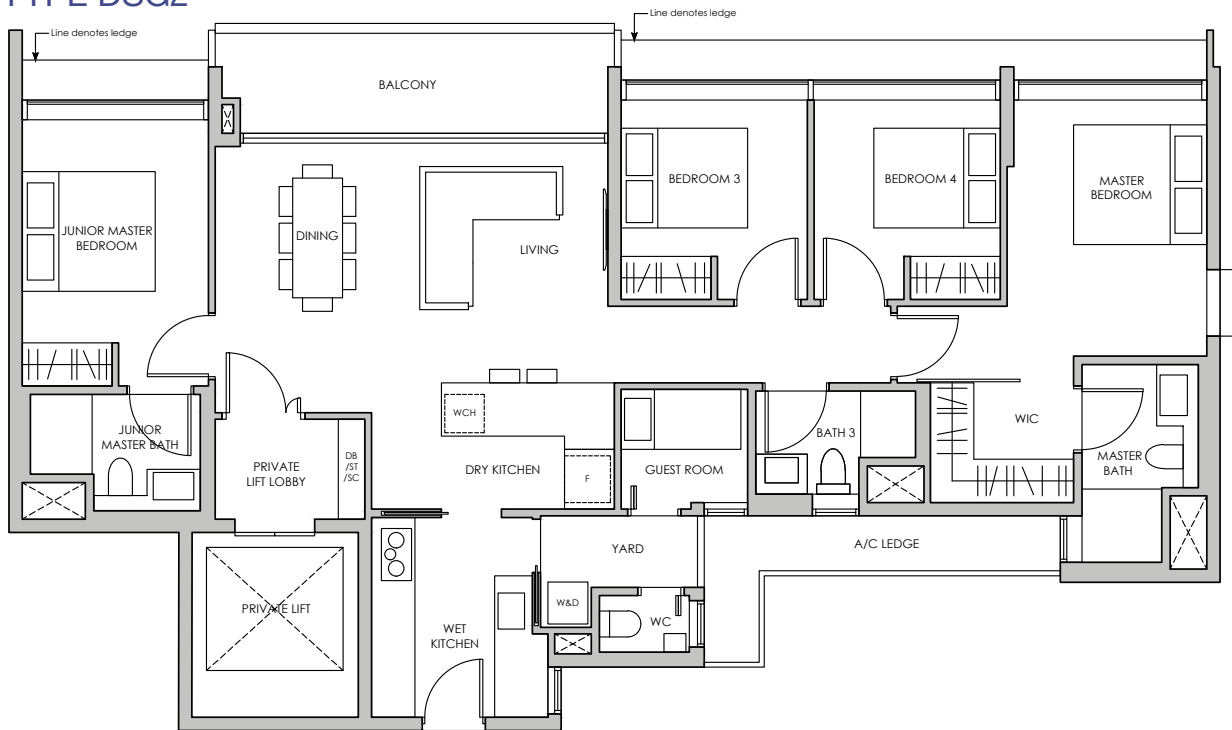 Line denotes ledge
Line denotes ledge
BALCONY
BEDROOM 3
BEDROOM 4
MASTER
BEDROOM
JUNIOR MASTER
BEDROOM
DINING
LIVING
WCH
JUNIOR
MASTER BATH
PRIVATE
LIFT LOBBY
DB
/ST
/SC
DRY KITCHEN
F
GUEST ROOM
BATH 3
WIC
MASTER
BATH
YARD
A/C LEDGE
PRIVATE LIFT
W&D
WET
KITCHEN
WC